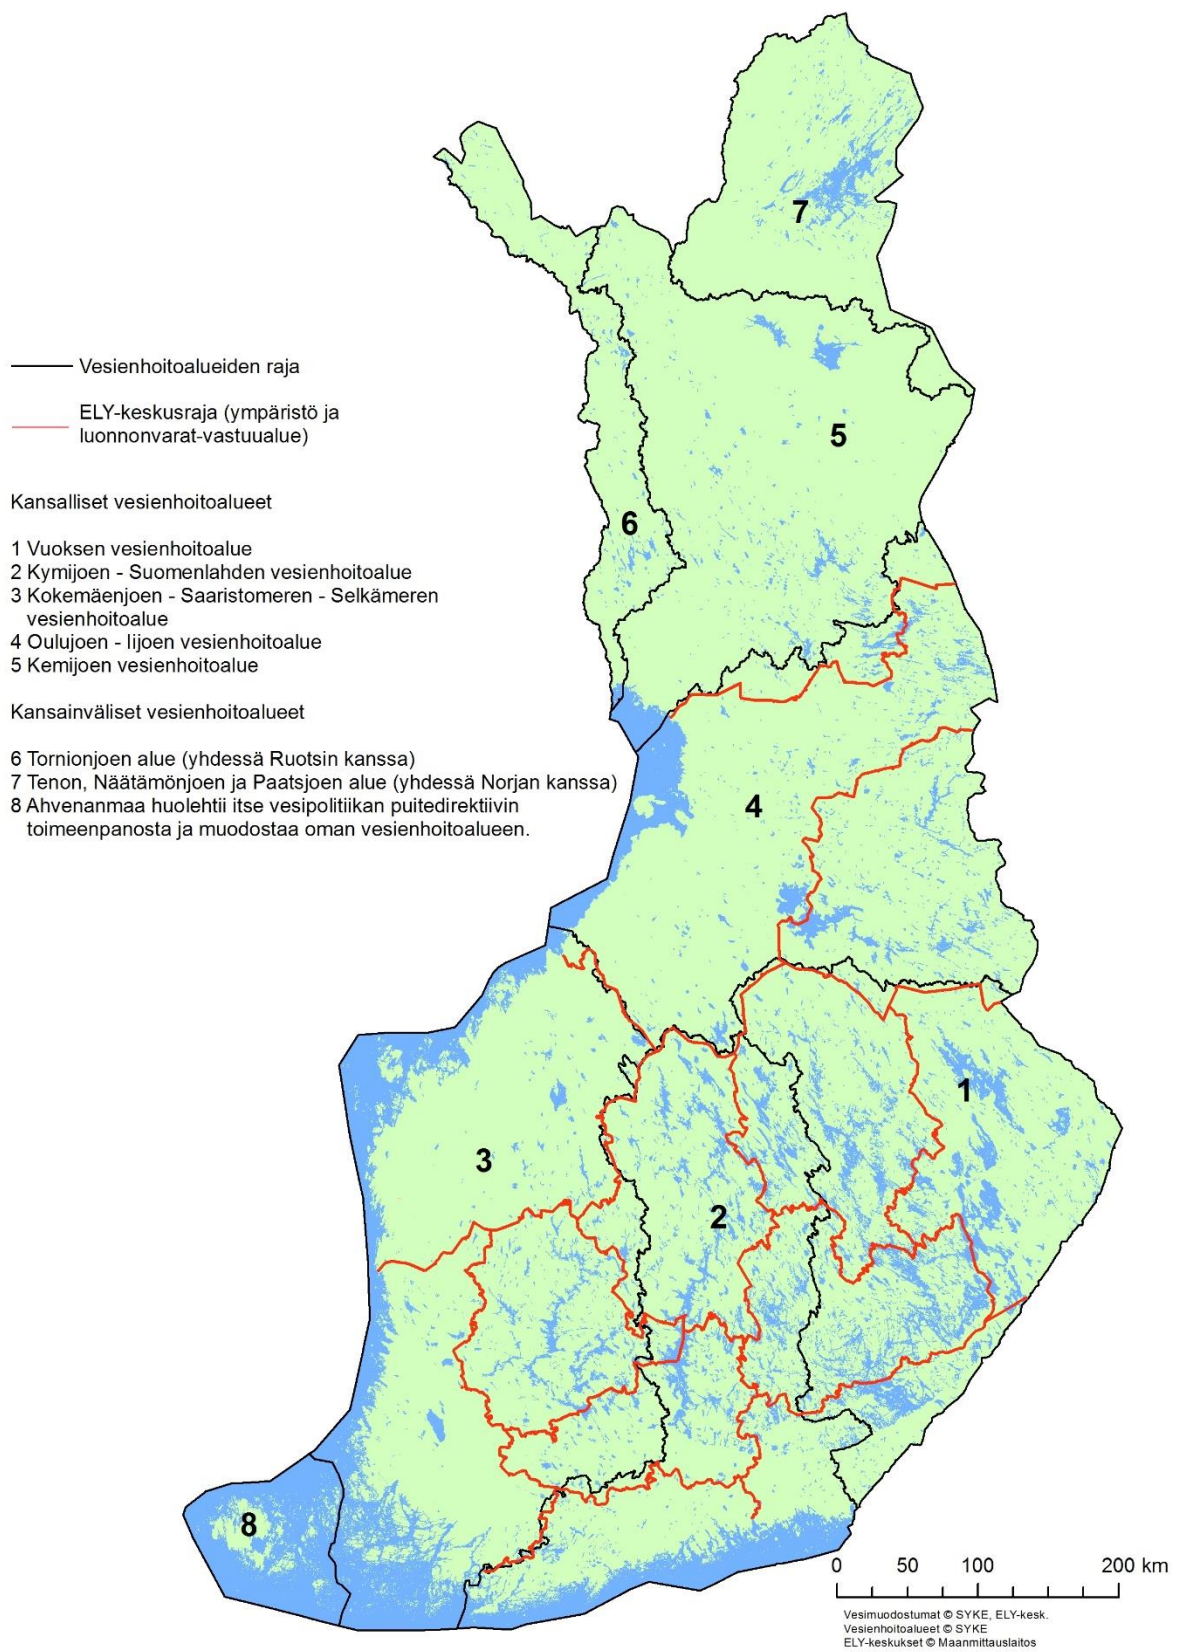 Vesienhoitoalueiden raja
ELY-keskusraja (ympäristö ja
luonnonvarat-vastuualue)
Kansalliset vesienhoitoalueet
1 Vuoksen vesienhoitoalue
2 Kymijoen - Suomenlahden vesienhoitoalue
3 Kokemäenjoen - Saaristomeren - Selkämeren
vesienhoitoalue
4 Oulujoen - Iijoen vesienhoitoalue
5 Kemijoen vesienhoitoalue
Kansainväliset vesienhoitoalueet
6 Tornionjoen alue (yhdessä Ruotsin kanssa)
7 Tenon, Näätämönjoen ja Paatsjoen alue (yhdessä Norjan kanssa)
8 Ahvenanmaa huolehtii itse vesipolitiikan puitedirektiivin
toimeenpanosta ja muodostaa oman vesienhoitoalueen.
7
5
6
4
1
3
2
8
0 50 100 200 km
Vesimuodostumat © SYKE, ELY-kesk.
Vesienhoitoalueet © SYKE
ELY-keskukset © Maanmittauslaitos